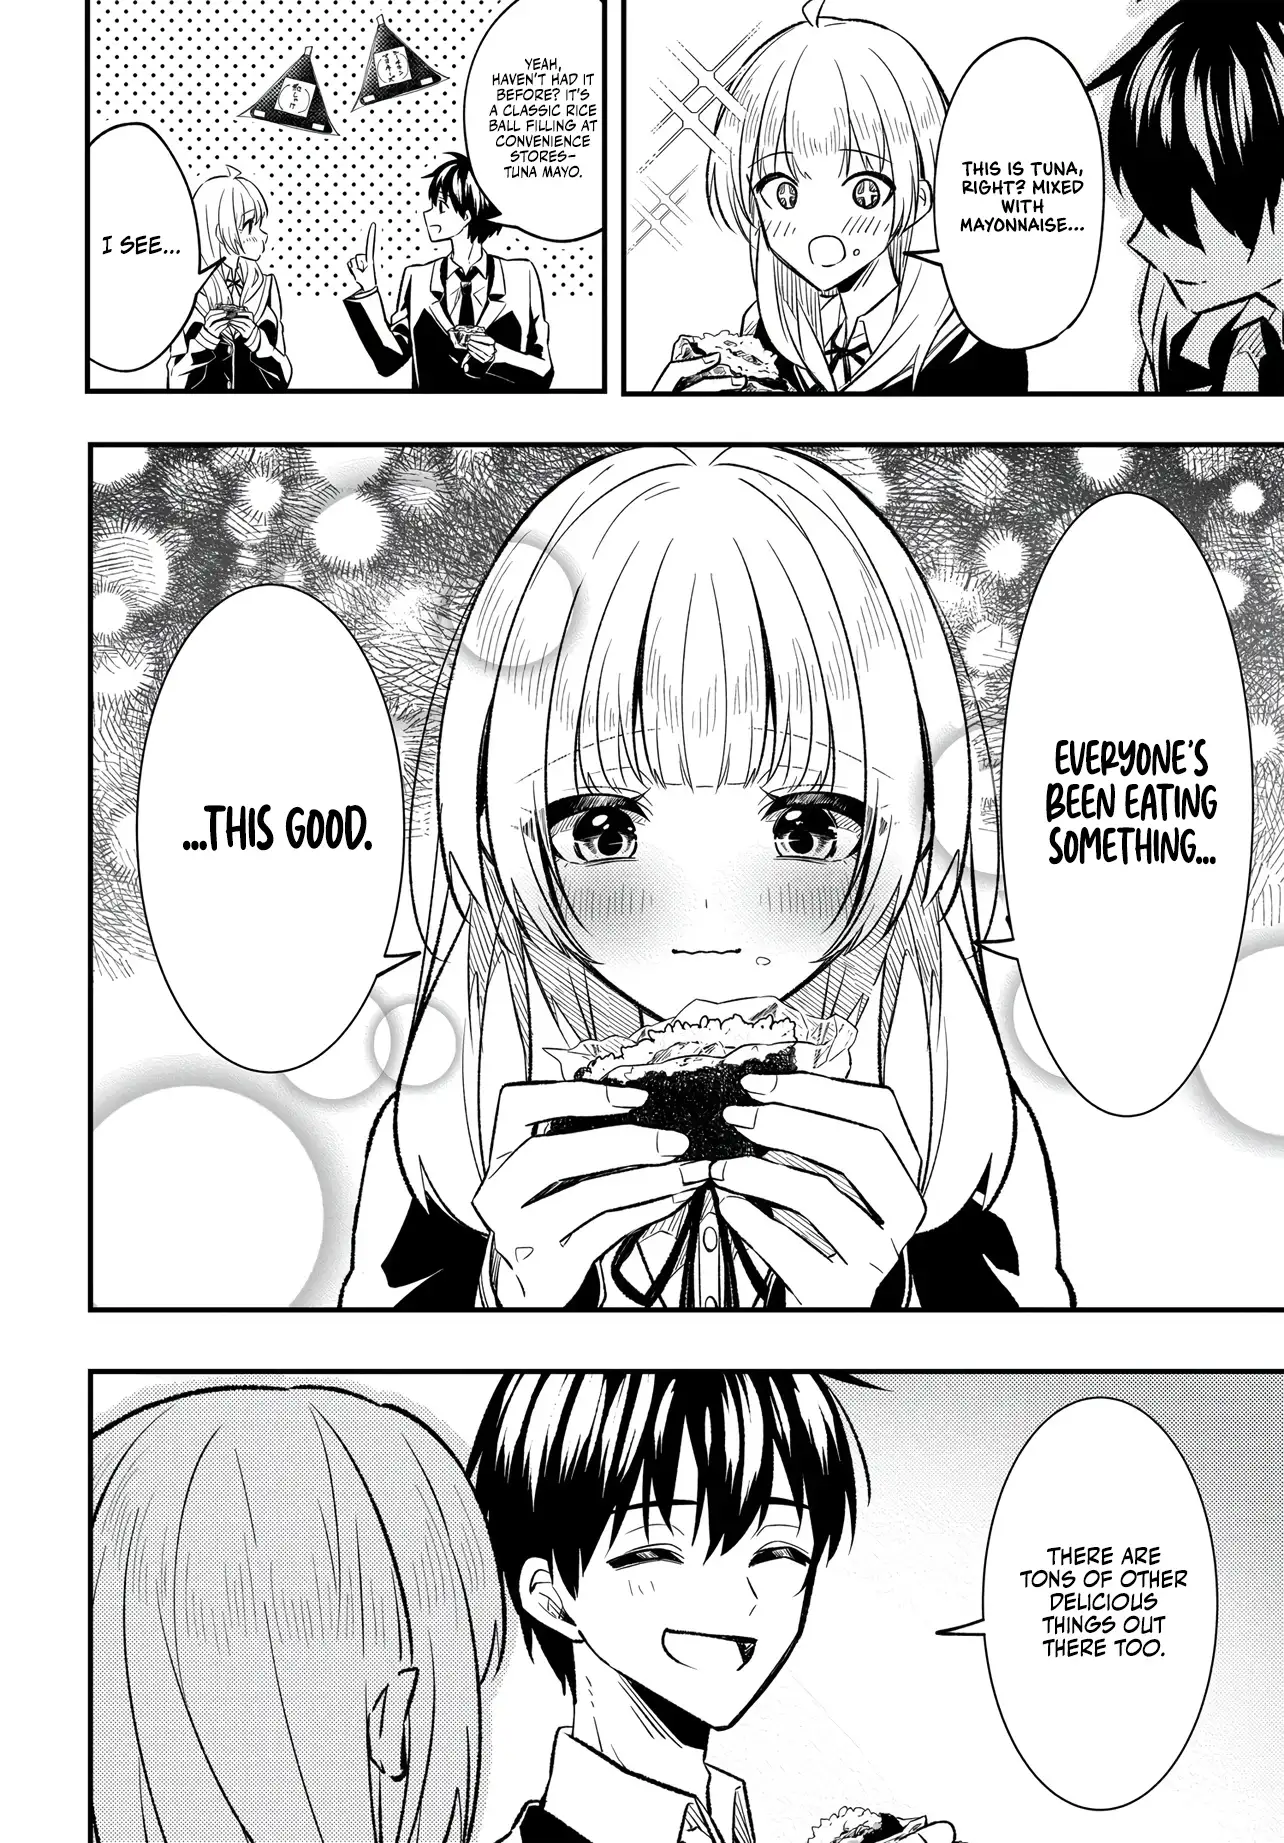 THIS IS TUNA,
RIGHT? MIXED
WITH
MAYONNAISE...
YEAH,
HAVEN'T HAD IT
BEFORE? IT'S
A CLASSIC RICE
BALL FILLING AT
CONVENIENCE
STORES-
TUNA MAYO.
I SEE...
EVERYONE'S
BEEN EATING
SOMETHING...
...THIS GOOD.
THERE ARE
TONS OF OTHER
DELICIOUS
THINGS OUT
THERE TOO.